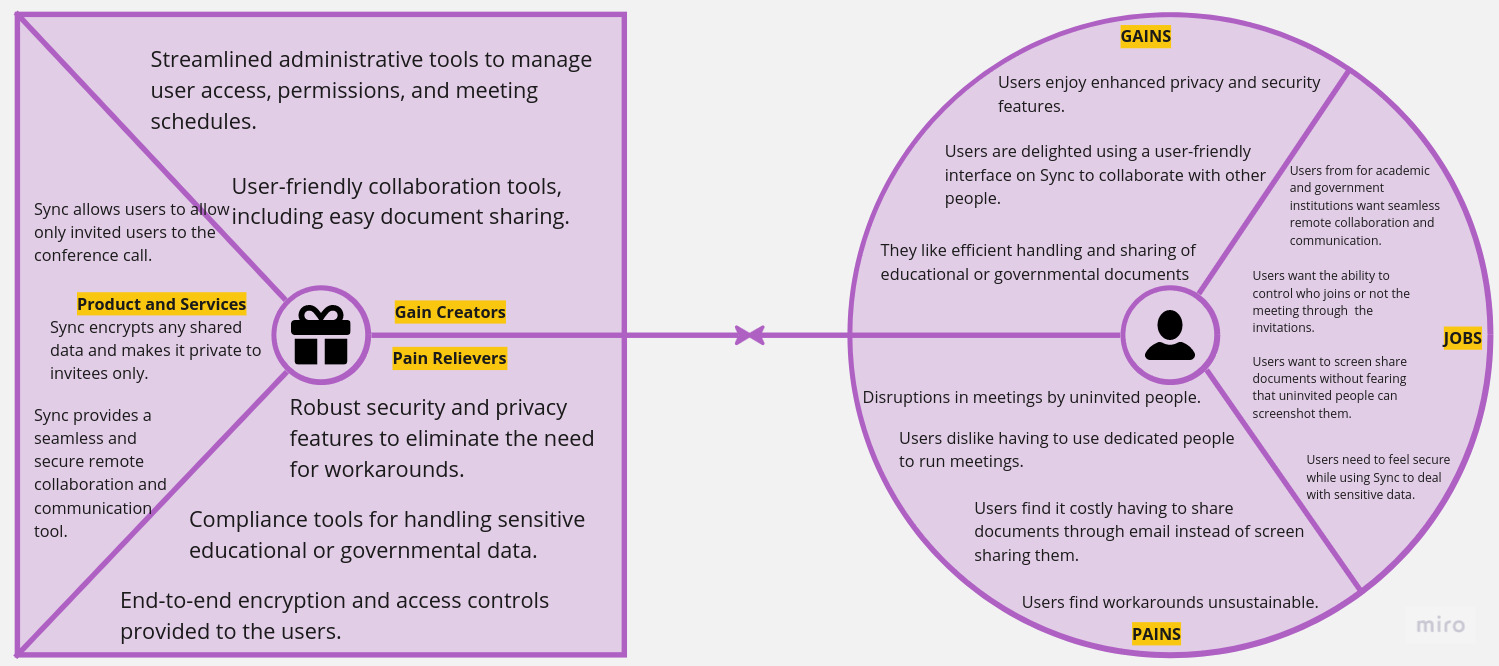 Streamlined administrative tools to manage
user access, permissions, and meeting
schedules.
User-friendly collaboration tools,
including easy document sharing.
Sync allows users to allow
only invited users to the
conference call.
Product and Services
Sync encrypts any shared
data and makes it private to
invitees only.
Sync provides a
seamless and
secure remote
collaboration and
communication
tool.
Gain Creators
Pain Relievers
Robust security and privacy
features to eliminate the need
for workarounds.
Compliance tools for handling sensitive
educational or governmental data.
End-to-end encryption and access controls
provided to the users.
GAINS
Users enjoy enhanced privacy and security
features.
Users are delighted using a user-friendly
interface on Sync to collaborate with other
people.
They like efficient handling and sharing of
educational or governmental documents
Users from for academic
and government
institutions want seamless
remote collaboration and
communication.
Users want the ability to
control who joins or not the
meeting through the
invitations.
JOBS
Users want to screen share
documents without fearing
that uninvited people can
screenshot them.
Users need to feel secure
while using Sync to deal
with sensitive data.
Disruptions in meetings by uninvited people.
Users dislike having to use dedicated people
to run meetings.
Users find it costly having to share
documents through email instead of screen
sharing them.
Users find workarounds unsustainable.
PAINS
miro